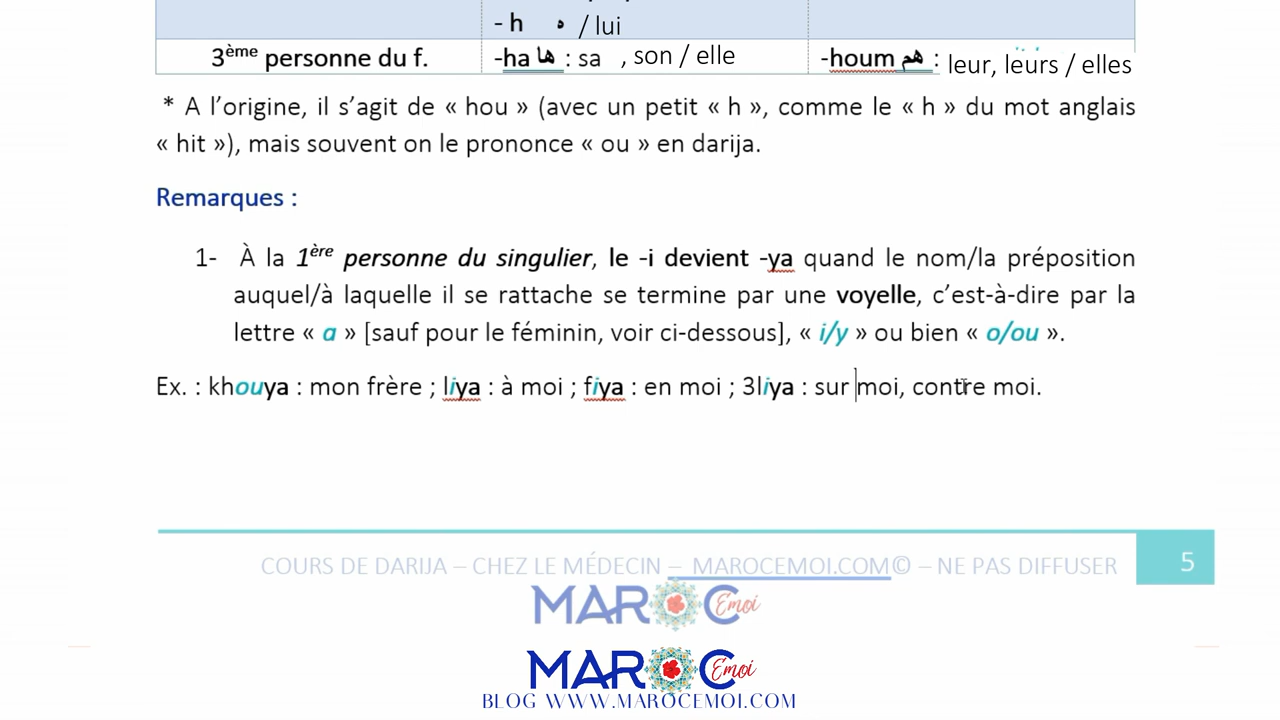 - h ه / lui
3ème personne du f. -ha ها : sa , son / elle -houm هم : leur, leurs / elles
* A l’origine, il s’agit de « hou » (avec un petit « h », comme le « h » du mot anglais
« hit »), mais souvent on le prononce « ou » en darija.
Remarques :
1- À la 1ère personne du singulier, le -i devient -ya quand le nom/la préposition
auquel/à laquelle il se rattache se termine par une voyelle, c’est-à-dire par la
lettre « a » [sauf pour le féminin, voir ci-dessous], « i/y » ou bien « o/ou ».
Ex. : khouya : mon frère ; liya : à moi ; fiya : en moi ; 3liya : sur moi, contre moi.
COURS DE DARIJA – CHEZ LE MÉDECIN – MAROCEMOI.COM© – NE PAS DIFFUSER 5
MAROC Emoi
MAROC Emoi
BLOG WWW.MAROCEMOI.COM